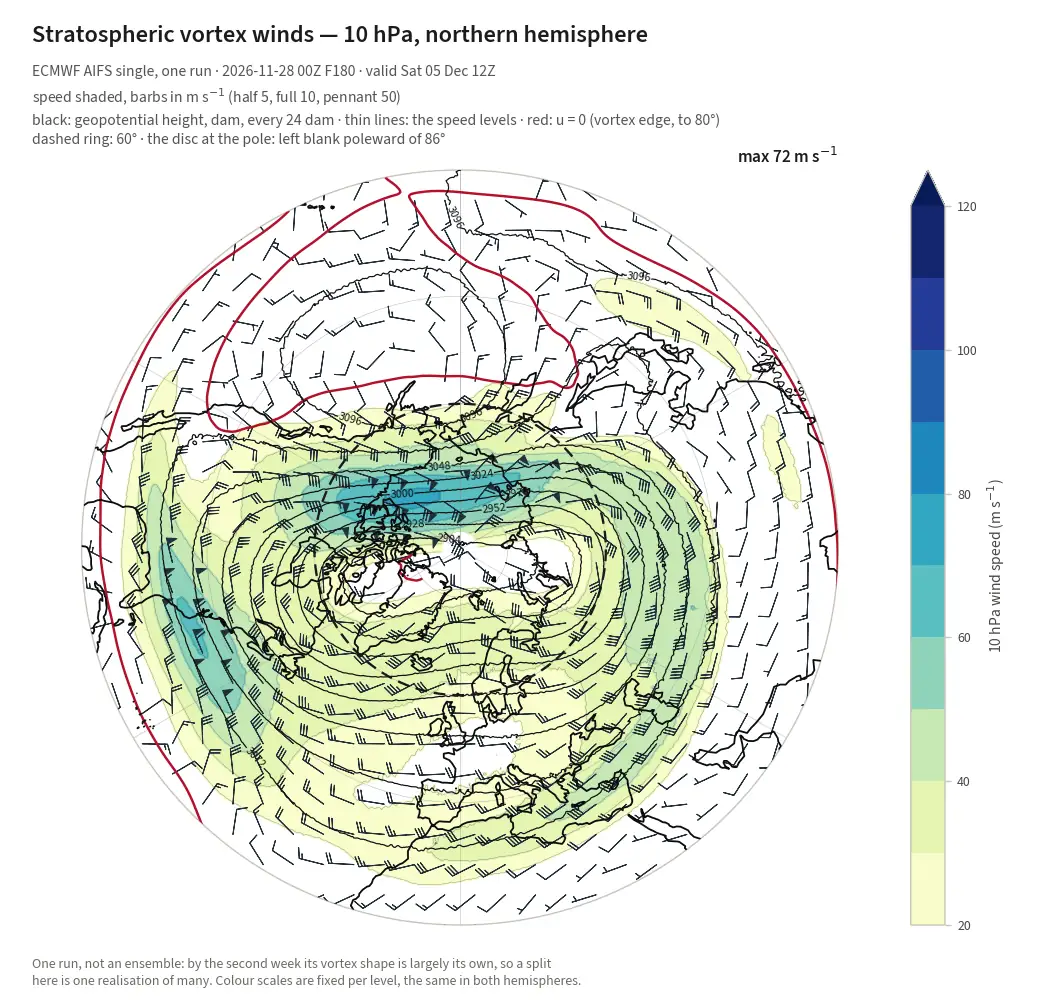 Stratospheric vortex winds — 10 hPa, northern hemisphere
ECMWF AIFS single, one run · 2026-11-28 00Z F180 · valid Sat 05 Dec 12Z
speed shaded, barbs in m s⁻¹ (half 5, full 10, pennant 50)
black: geopotential height, dam, every 24 dam · thin lines: the speed levels · red: u = 0 (vortex edge, to 80°)
dashed ring: 60° · the disc at the pole: left blank poleward of 86°
max 72 m s⁻¹
3096
3096
3096
3048
3024
3000
2952
2904
120
100
80
60
40
20
10 hPa wind speed (m s⁻¹)
One run, not an ensemble: by the second week its vortex shape is largely its own, so a split
here is one realisation of many. Colour scales are fixed per level, the same in both hemispheres.